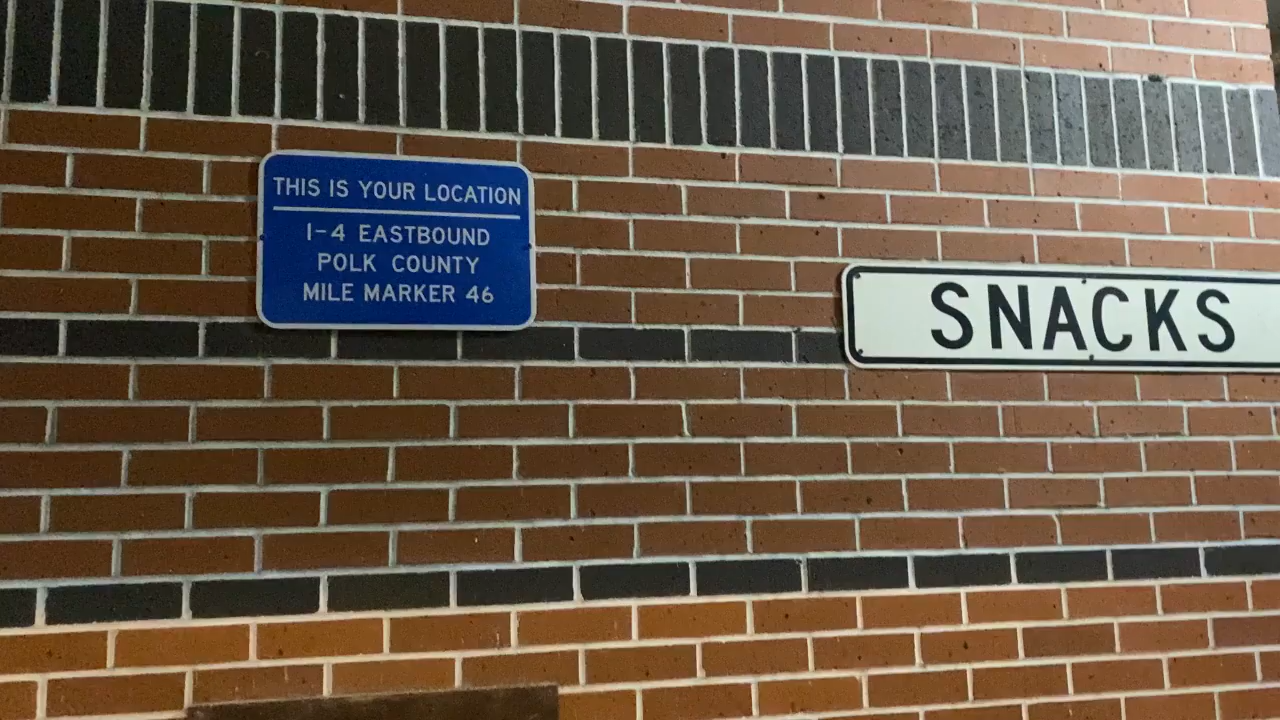 THIS IS YOUR LOCATION
I-4 EASTBOUND
POLK COUNTY
MILE MARKER 46
SNACKS